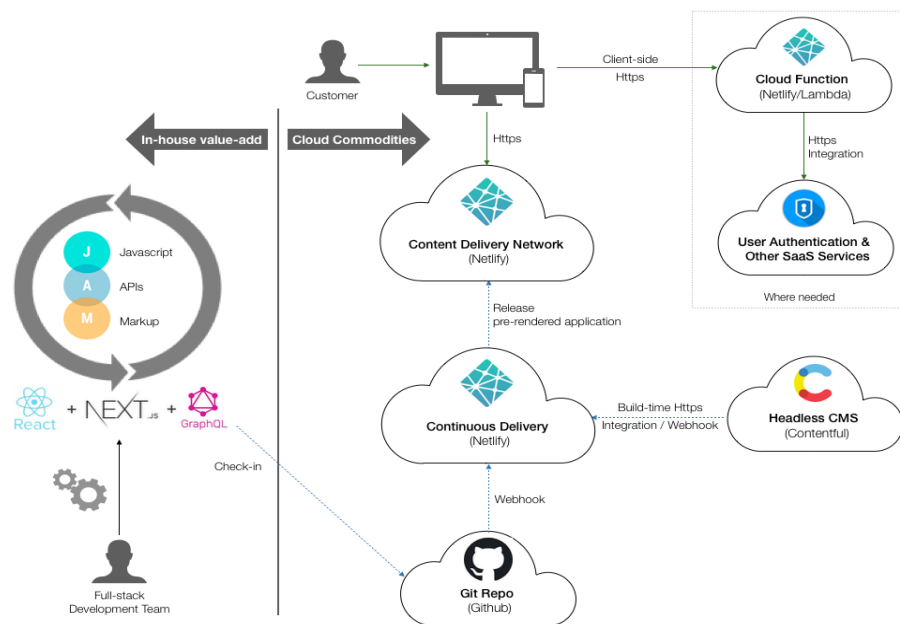 Customer
Client-side
Https
Cloud Function
(Netlify/Lambda)
In-house value-add
Cloud Commodities
Https
Https
Integration
J
Javascript
A
APIs
M
Markup
Content Delivery Network
(Netlify)
User Authentication &
Other SaaS Services
Where needed
Release
pre-rendered application
React
+
NEXT.JS
+
GraphQL
Continuous Delivery
(Netlify)
Build-time Https
Integration / Webhook
Headless CMS
(Contentful)
Check-in
Webhook
Full-stack
Development Team
Git Repo
(Github)